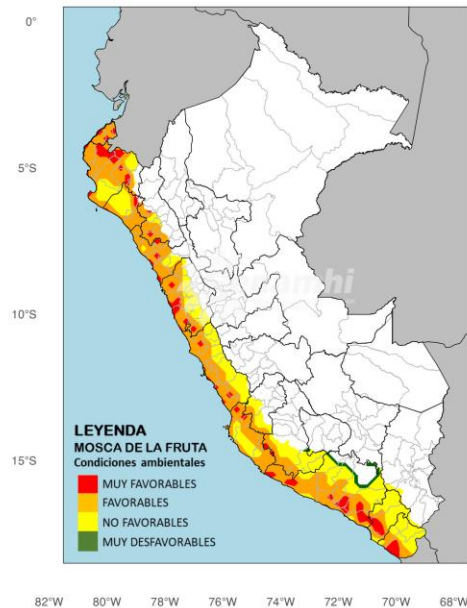 0°
5°S
10°S
15°S
LEYENDA
MOSCA DE LA FRUTA
Condiciones ambientales
MUY FAVORABLES
FAVORABLES
NO FAVORABLES
MUY DESFAVORABLES
82°W 80°W 78°W 76°W 74°W 72°W 70°W 68°W